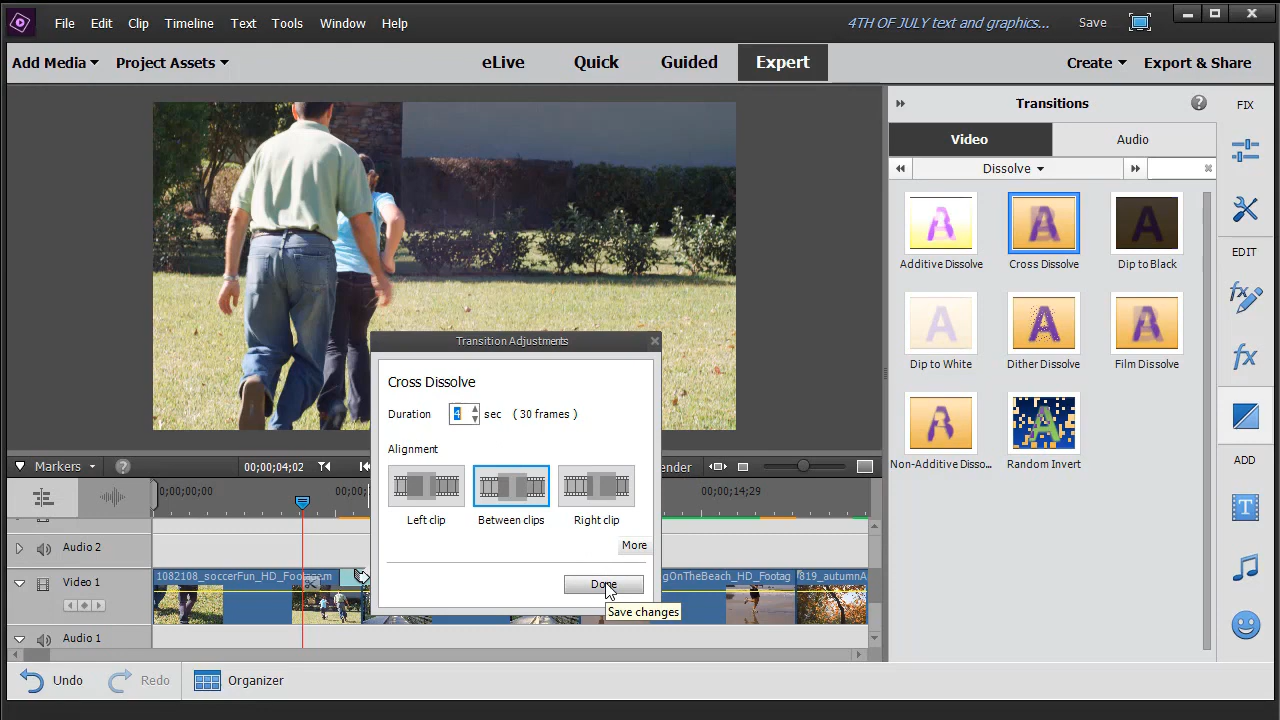 File Edit Clip Timeline Text Tools Window Help 4TH OF JULY text and graphics... Save
Add Media Project Assets eLive Quick Guided Expert Create Export & Share
Transitions FIX
Video Audio
Dissolve
Additive Dissolve Cross Dissolve Dip to Black
EDIT
Dip to White Dither Dissolve Film Dissolve
Non-Additive Disso... Random Invert
ADD
Transition Adjustments
Cross Dissolve
Duration 4 sec ( 30 frames )
Alignment
Left clip Between clips Right clip
More
Done
Save changes
Markers 00;00;04;02
00;00;00;00 00;00;14;29
Audio 2
Video 1 1082108_soccerFun_HD_Footage.m gOnTheBeach_HD_Footag 819_autumnA
Audio 1
Undo Redo Organizer